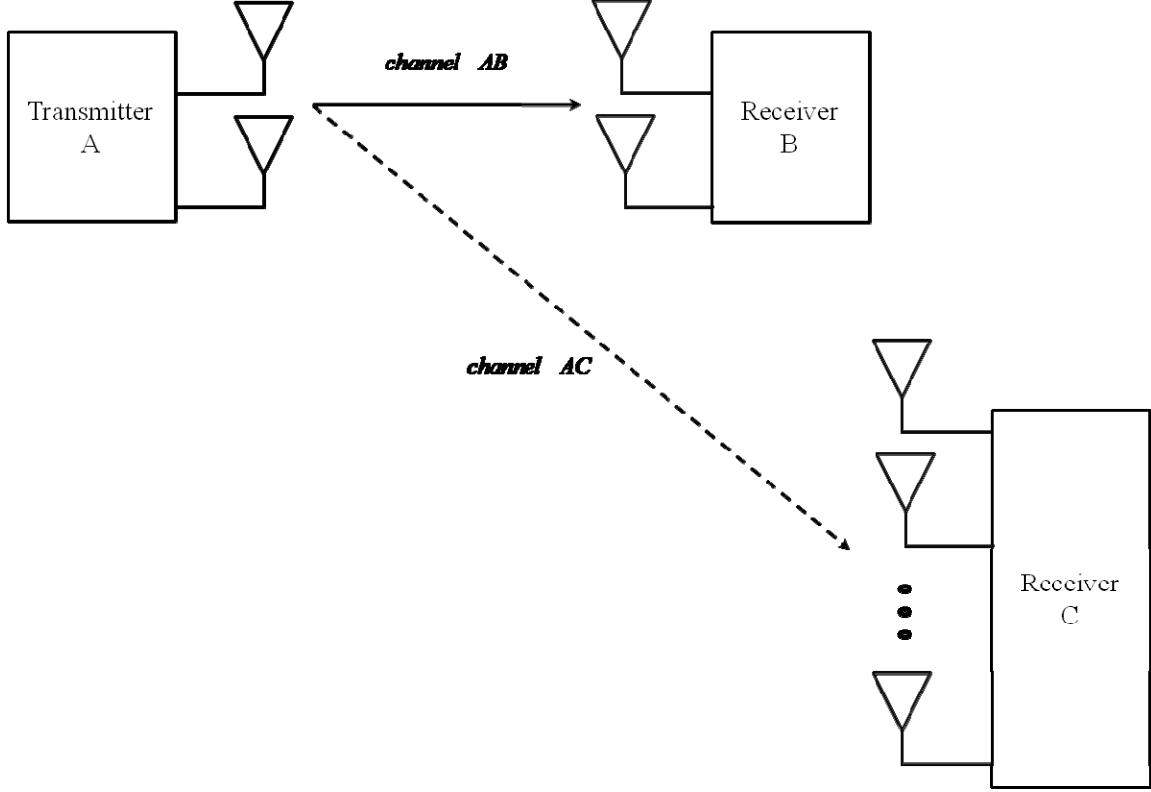 Transmitter
A
channel AB
Receiver
B
channel AC
Receiver
C